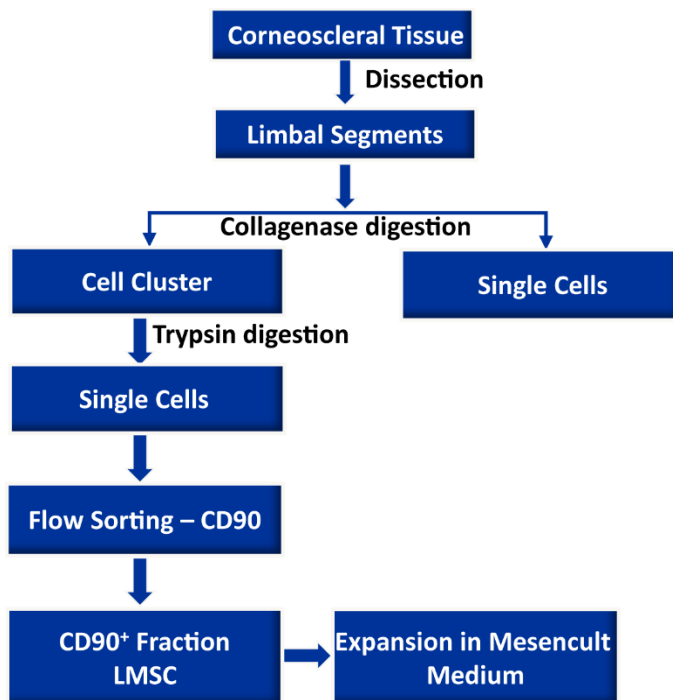 Corneoscleral Tissue
Dissection
Limbal Segments
Collagenase digestion
Cell Cluster
Single Cells
Trypsin digestion
Single Cells
Flow Sorting – CD90
CD90⁺ Fraction
LMSC
Expansion in Mesencult
Medium